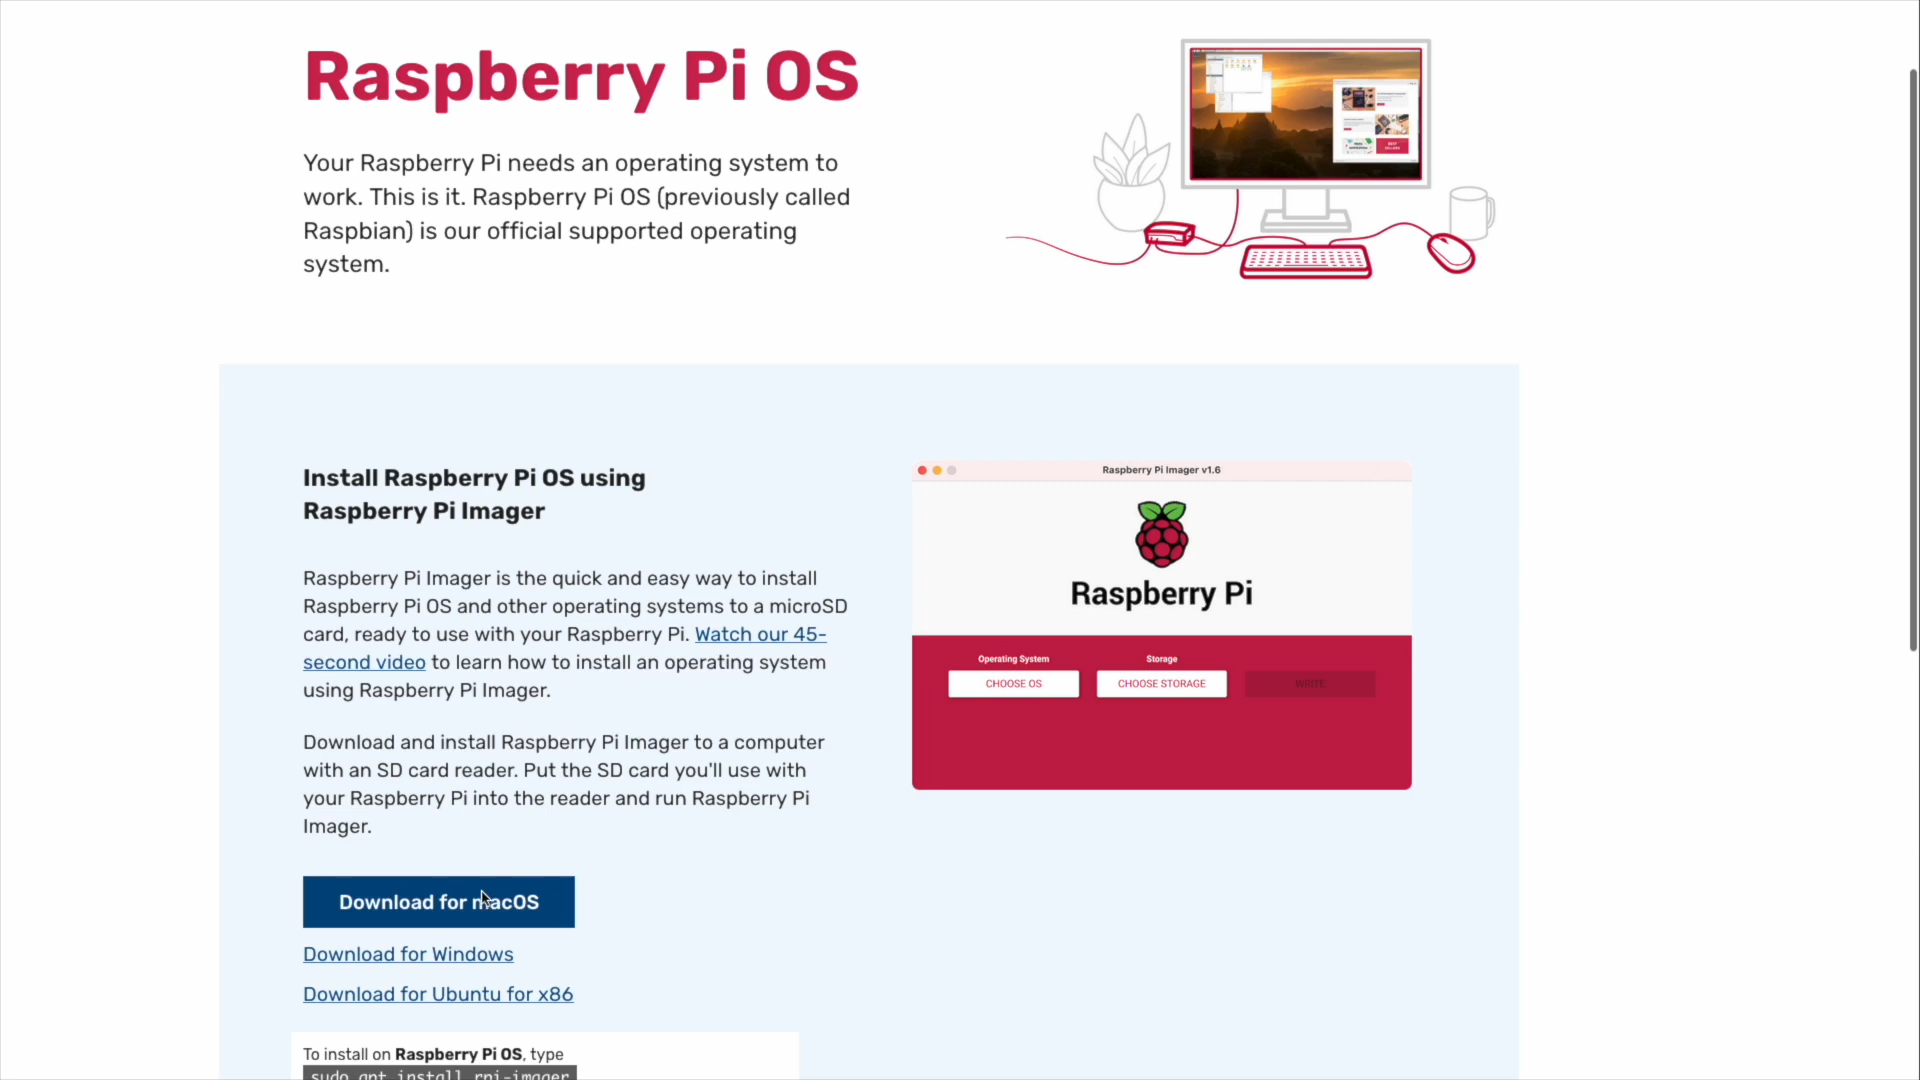 Raspberry Pi OS
Your Raspberry Pi needs an operating system to
work. This is it. Raspberry Pi OS (previously called
Raspbian) is our official supported operating
system.
Install Raspberry Pi OS using
Raspberry Pi Imager
Raspberry Pi Imager is the quick and easy way to install
Raspberry Pi OS and other operating systems to a microSD
card, ready to use with your Raspberry Pi. Watch our 45-
second video to learn how to install an operating system
using Raspberry Pi Imager.
Download and install Raspberry Pi Imager to a computer
with an SD card reader. Put the SD card you'll use with
your Raspberry Pi into the reader and run Raspberry Pi
Imager.
Download for macOS
Download for Windows
Download for Ubuntu for x86
To install on Raspberry Pi OS, type
sudo apt install rpi-imager
Raspberry Pi Imager v1.6
Raspberry Pi
Operating System
Storage
CHOOSE OS
CHOOSE STORAGE
WRITE